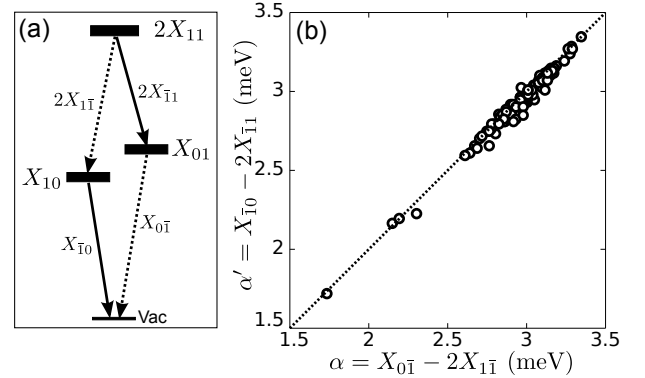 (a)
2X₁₁
2X₁1̄
2X1̄₁
X₀₁
X₁₀
X1̄₀
X₀1̄
Vac
(b)
α′ = X1̄₀ − 2X1̄₁ (meV)
3.5
3
2.5
2
1.5
1.5 2 2.5 3 3.5
α = X₀1̄ − 2X₁1̄ (meV)